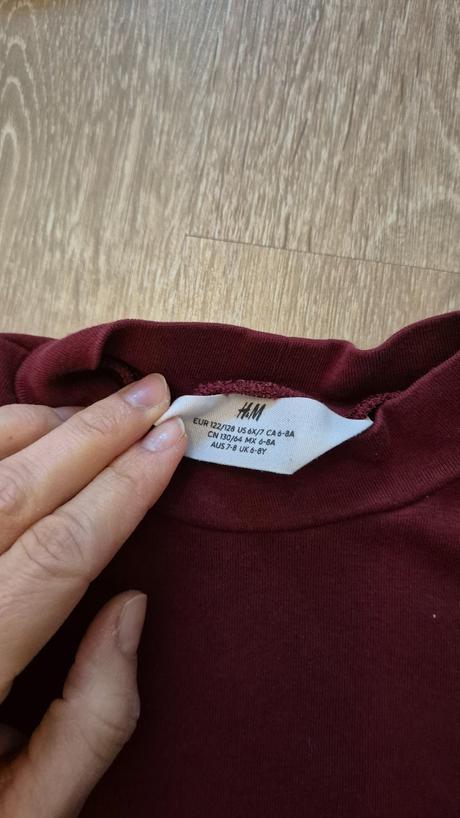 H&M
EUR 122/128 US 6X/7 CA 6-8A
CN 130/64 MX 6-8A
AUS 7-8 UK 6-8Y